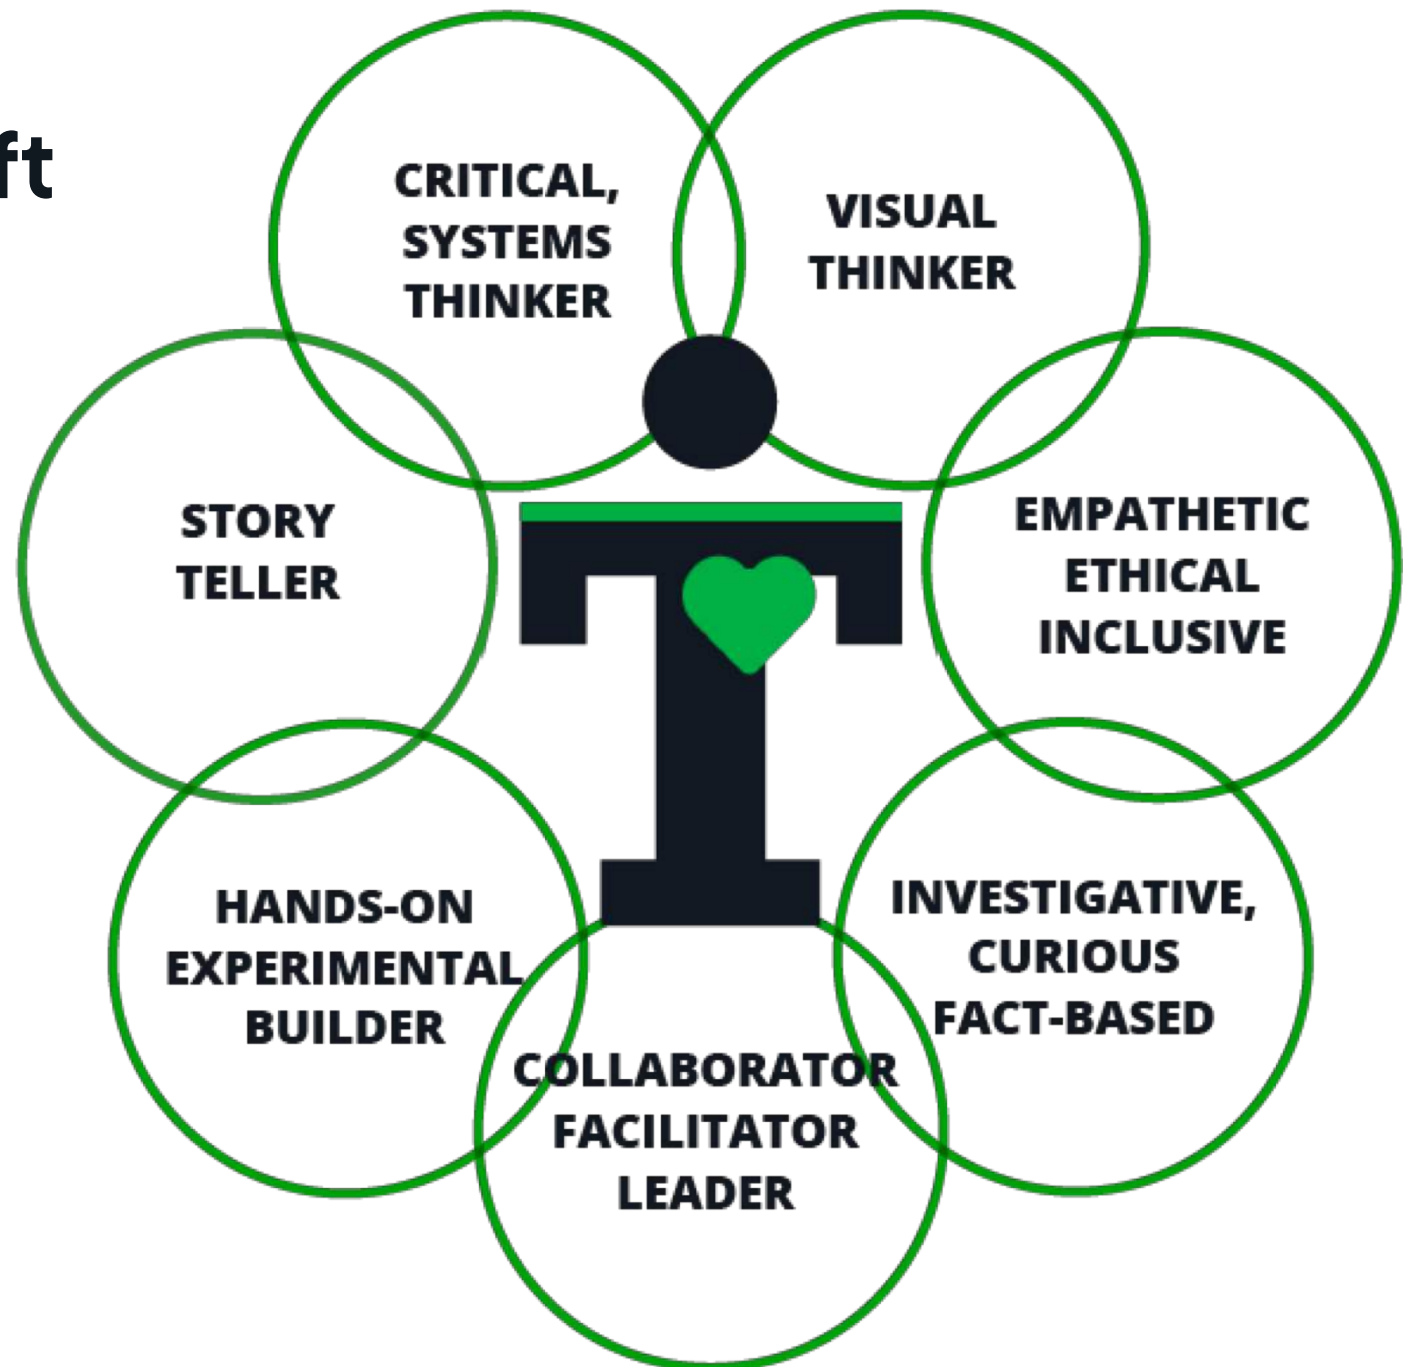 ft
CRITICAL,
SYSTEMS
THINKER
VISUAL
THINKER
STORY
TELLER
EMPATHETIC
ETHICAL
INCLUSIVE
HANDS-ON
EXPERIMENTAL
BUILDER
INVESTIGATIVE,
CURIOUS
FACT-BASED
COLLABORATOR
FACILITATOR
LEADER